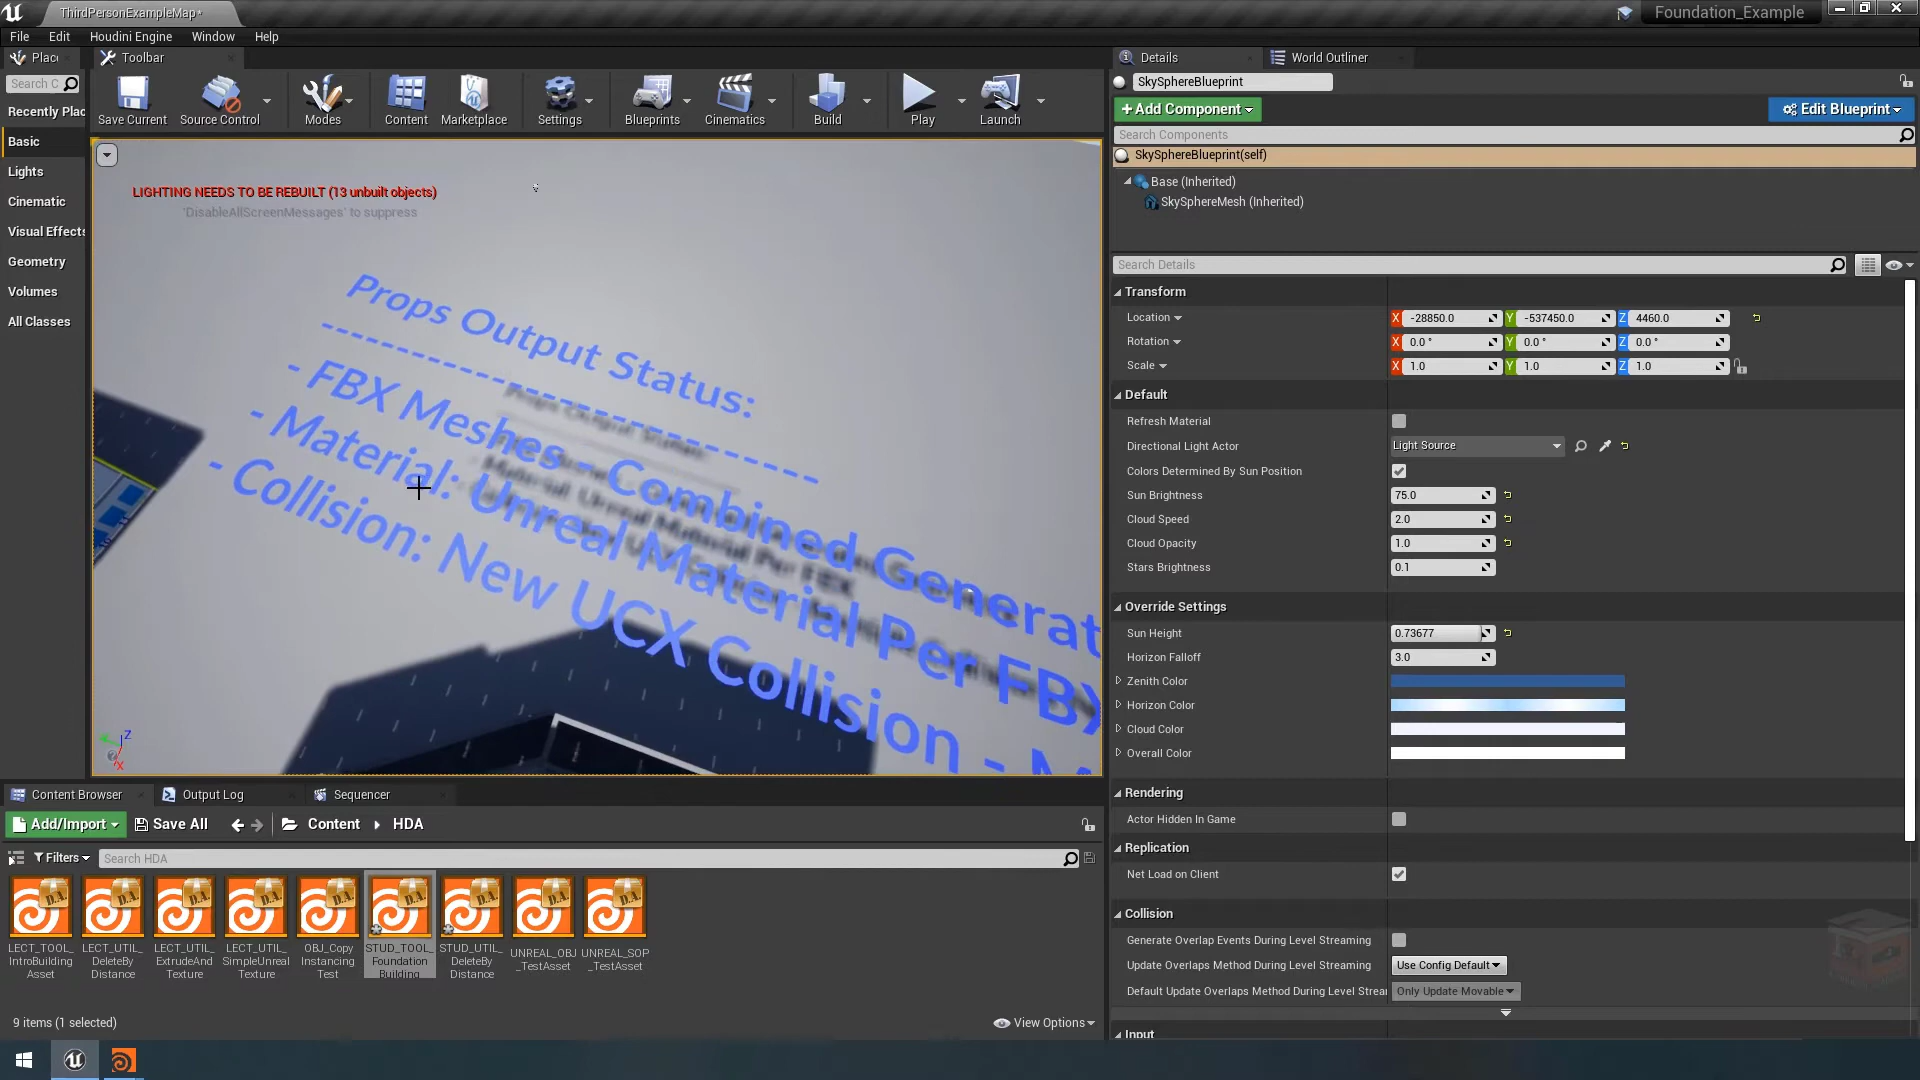 ThirdPersonExampleMap*
Foundation_Example
File Edit Houdini Engine Window Help
Plac
Toolbar
Details
World Outliner
Search C
Recently Plac
Basic
Lights
Cinematic
Visual Effects
Geometry
Volumes
All Classes
Save Current
Source Control
Modes
Content
Marketplace
Settings
Blueprints
Cinematics
Build
Play
Launch
LIGHTING NEEDS TO BE REBUILT (13 unbuilt objects)
'DisableAllScreenMessages' to suppress
Props Output Status:
--------------------------------
- FBX Meshes - Combined Generat
- Material: Unreal Material Per FBX
- Collision: New UCX Collision - M
Z
X
SkySphereBlueprint
+Add Component
Edit Blueprint
Search Components
SkySphereBlueprint(self)
Base (Inherited)
SkySphereMesh (Inherited)
Search Details
Transform
Location X -28850.0 Y -537450.0 Z 4460.0
Rotation X 0.0 ° Y 0.0 ° Z 0.0 °
Scale X 1.0 Y 1.0 Z 1.0
Default
Refresh Material
Directional Light Actor Light Source
Colors Determined By Sun Position
Sun Brightness 75.0
Cloud Speed 2.0
Cloud Opacity 1.0
Stars Brightness 0.1
Override Settings
Sun Height 0.73677
Horizon Falloff 3.0
Zenith Color
Horizon Color
Cloud Color
Overall Color
Rendering
Actor Hidden In Game
Replication
Net Load on Client
Collision
Generate Overlap Events During Level Streaming
Update Overlaps Method During Level Streaming Use Config Default
Default Update Overlaps Method During Level Strear Only Update Movable
Input
Content Browser
Output Log
Sequencer
Add/Import
Save All
Content
HDA
Filters
Search HDA
LECT_TOOL_
IntroBuilding
Asset
LECT_UTIL_
DeleteBy
Distance
LECT_UTIL_
ExtrudeAnd
Texture
LECT_UTIL_
SimpleUnreal
Texture
OBJ_Copy
Instancing
Test
STUD_TOOL_
Foundation
Building
STUD_UTIL_
DeleteBy
Distance
UNREAL_OBJ
_TestAsset
UNREAL_SOP
_TestAsset
9 items (1 selected)
View Options